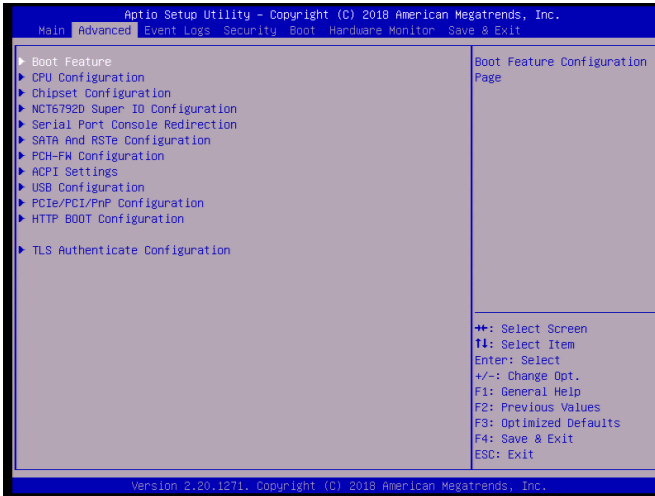 Aptio Setup Utility – Copyright (C) 2018 American Megatrends, Inc.
Main Advanced Event Logs Security Boot Hardware Monitor Save & Exit
▶ Boot Feature
▶ CPU Configuration
▶ Chipset Configuration
▶ NCT6792D Super IO Configuration
▶ Serial Port Console Redirection
▶ SATA And RSTe Configuration
▶ PCH-FW Configuration
▶ ACPI Settings
▶ USB Configuration
▶ PCIe/PCI/PnP Configuration
▶ HTTP BOOT Configuration
▶ TLS Authenticate Configuration
Boot Feature Configuration
Page
→←: Select Screen
↑↓: Select Item
Enter: Select
+/-: Change Opt.
F1: General Help
F2: Previous Values
F3: Optimized Defaults
F4: Save & Exit
ESC: Exit
Version 2.20.1271. Copyright (C) 2018 American Megatrends, Inc.